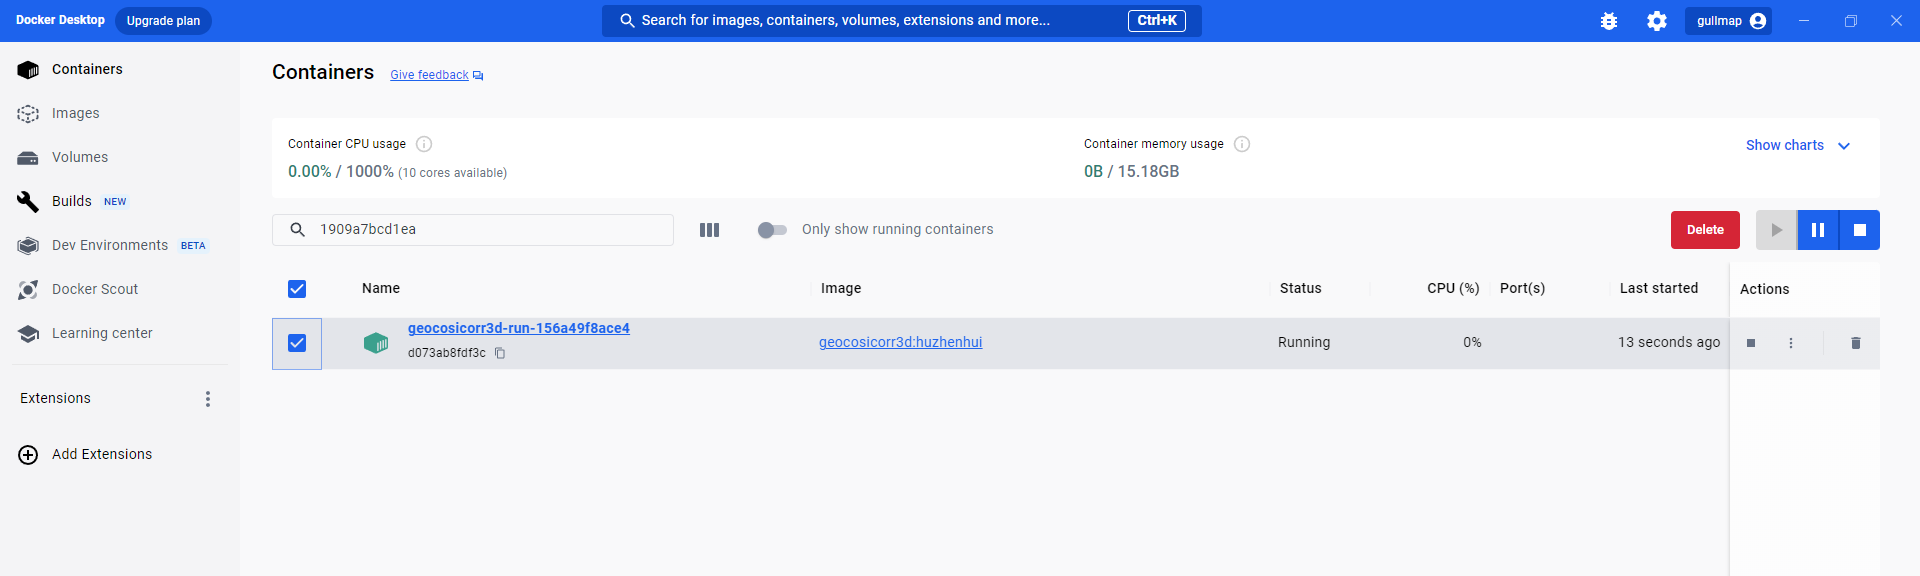 Docker Desktop Upgrade plan Search for images, containers, volumes, extensions and more... Ctrl+K gullmap
Containers
Images
Volumes
Builds NEW
Dev Environments BETA
Docker Scout
Learning center
Extensions
Add Extensions
Containers Give feedback
Container CPU usage
0.00% / 1000% (10 cores available)
Container memory usage
0B / 15.18GB
Show charts
1909a7bcd1ea Only show running containers Delete
Name Image Status CPU (%) Port(s) Last started Actions
geocosicorr3d-run-156a49f8ace4
d073ab8fdf3c
geocosicorr3d:huzhenhui Running 0% 13 seconds ago